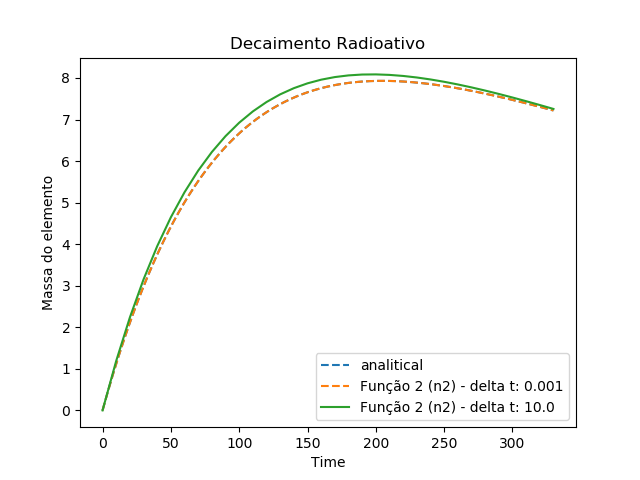 Decaimento Radioativo
Massa do elemento
8
7
6
5
4
3
2
1
0
0 50 100 150 200 250 300
Time
analitical
Função 2 (n2) - delta t: 0.001
Função 2 (n2) - delta t: 10.0